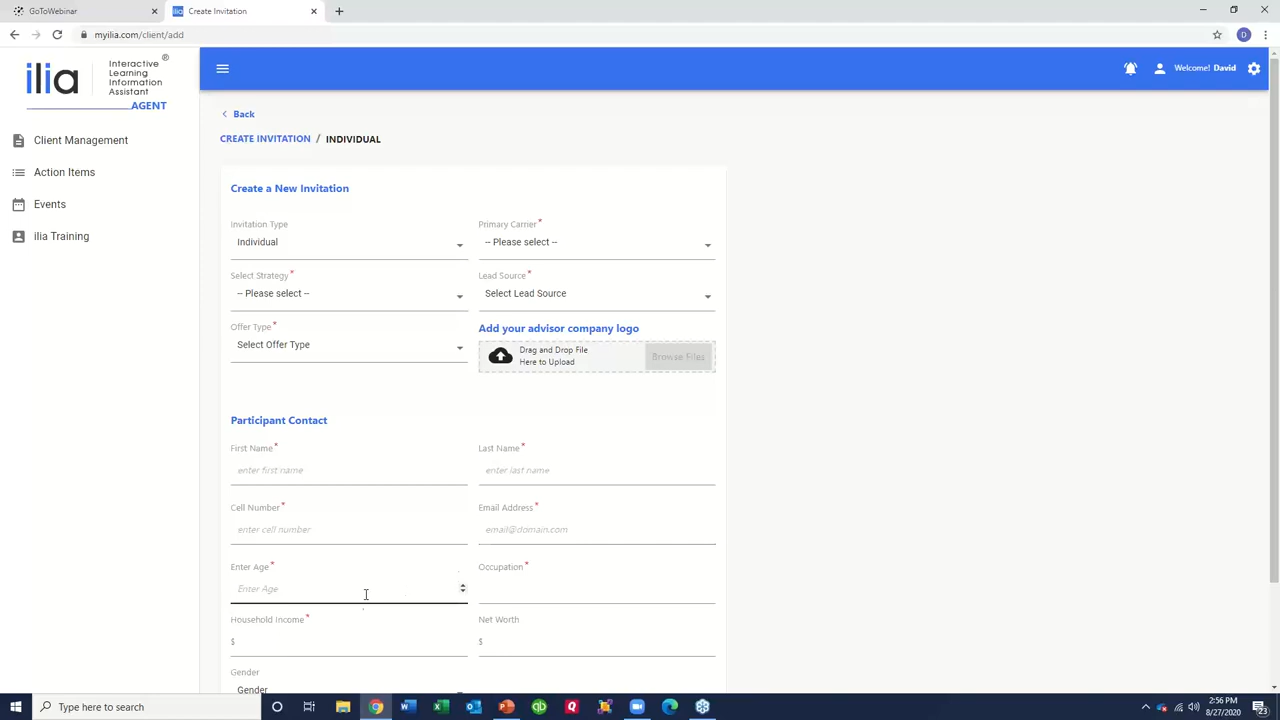 GoToWebinar
ilia Create Invitation
myilia.com/client/add
D
ilia Interactive Learning Information Assistant ®
AGENT
Welcome! David
Client Management
Action Items
Events
ilia Training
Back
CREATE INVITATION / INDIVIDUAL
Create a New Invitation
Invitation Type
Primary Carrier*
Individual
-- Please select --
Select Strategy*
Lead Source*
-- Please select --
Select Lead Source
Offer Type*
Add your advisor company logo
Select Offer Type
Drag and Drop File
Here to Upload
Browse Files
Participant Contact
First Name*
Last Name*
enter first name
enter last name
Cell Number*
Email Address*
enter cell number
email@domain.com
Enter Age*
Occupation*
Enter Age
Household Income*
Net Worth
$
$
Gender
Gender
Type here to search
2:56 PM
8/27/2020
23